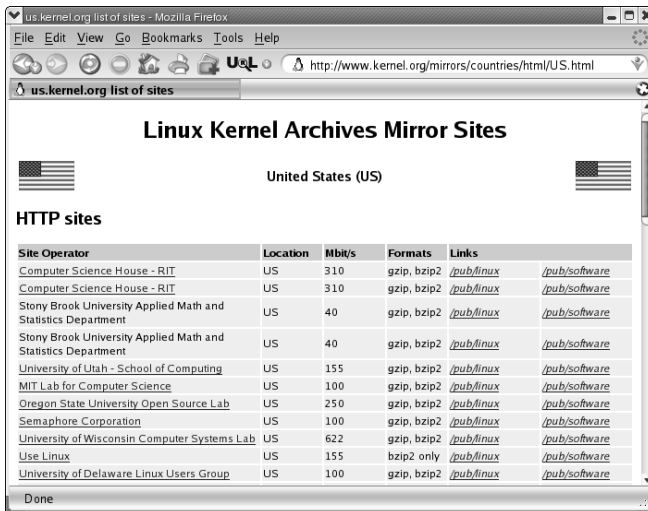 us.kernel.org list of sites - Mozilla Firefox
File Edit View Go Bookmarks Tools Help
URL http://www.kernel.org/mirrors/countries/html/US.html
us.kernel.org list of sites
Linux Kernel Archives Mirror Sites
United States (US)
HTTP sites
Site Operator Location Mbit/s Formats Links
Computer Science House - RIT US 310 gzip, bzip2 /pub/linux /pub/software
Computer Science House - RIT US 310 gzip, bzip2 /pub/linux /pub/software
Stony Brook University Applied Math and
Statistics Department US 40 gzip, bzip2 /pub/linux /pub/software
Stony Brook University Applied Math and
Statistics Department US 40 gzip, bzip2 /pub/linux /pub/software
University of Utah - School of Computing US 155 gzip, bzip2 /pub/linux /pub/software
MIT Lab for Computer Science US 100 gzip, bzip2 /pub/linux /pub/software
Oregon State University Open Source Lab US 250 gzip, bzip2 /pub/linux /pub/software
Semaphore Corporation US 100 gzip, bzip2 /pub/linux /pub/software
University of Wisconsin Computer Systems Lab US 622 gzip, bzip2 /pub/linux /pub/software
Use Linux US 155 bzip2 only /pub/linux /pub/software
University of Delaware Linux Users Group US 100 gzip, bzip2 /pub/linux /pub/software
Done